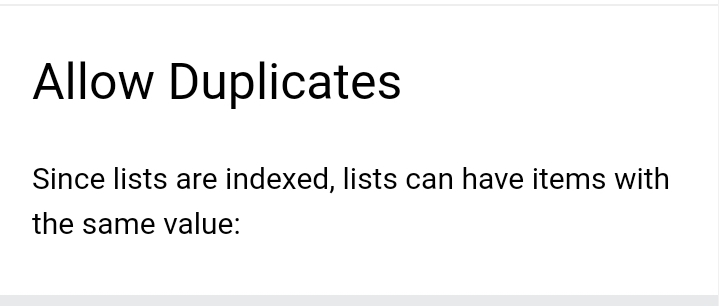 Allow Duplicates
Since lists are indexed, lists can have items with
the same value: